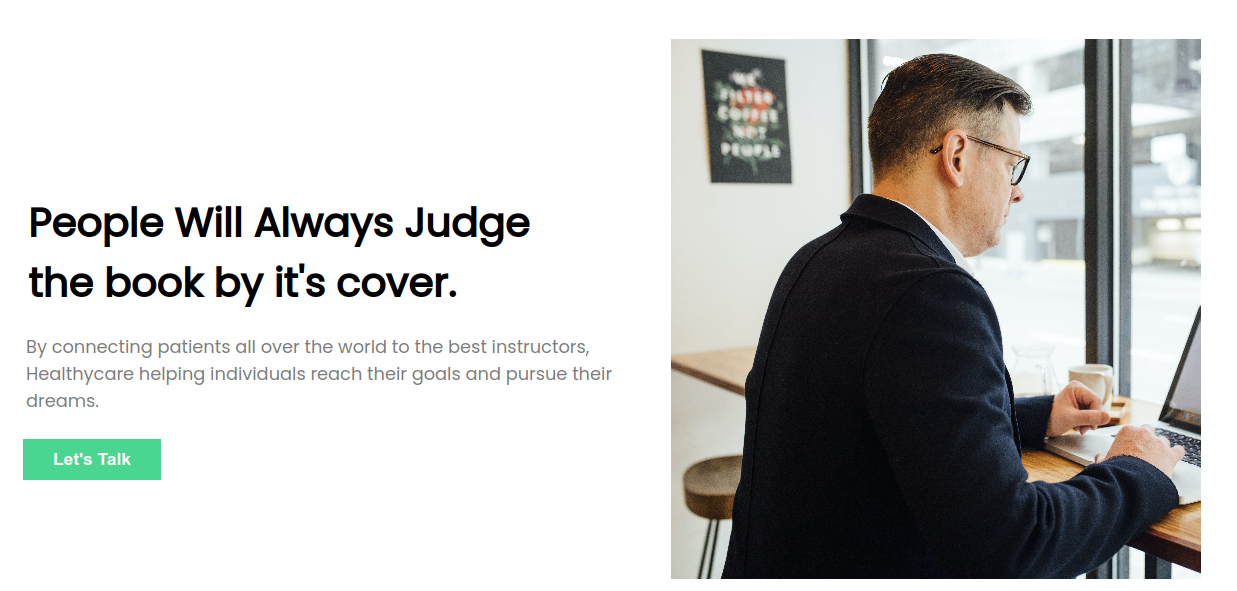 People Will Always Judge
the book by it's cover.
By connecting patients all over the world to the best instructors,
Healthycare helping individuals reach their goals and pursue their
dreams.
Let's Talk
WE
FILTER
COFFEE
NOT
PEOPLE